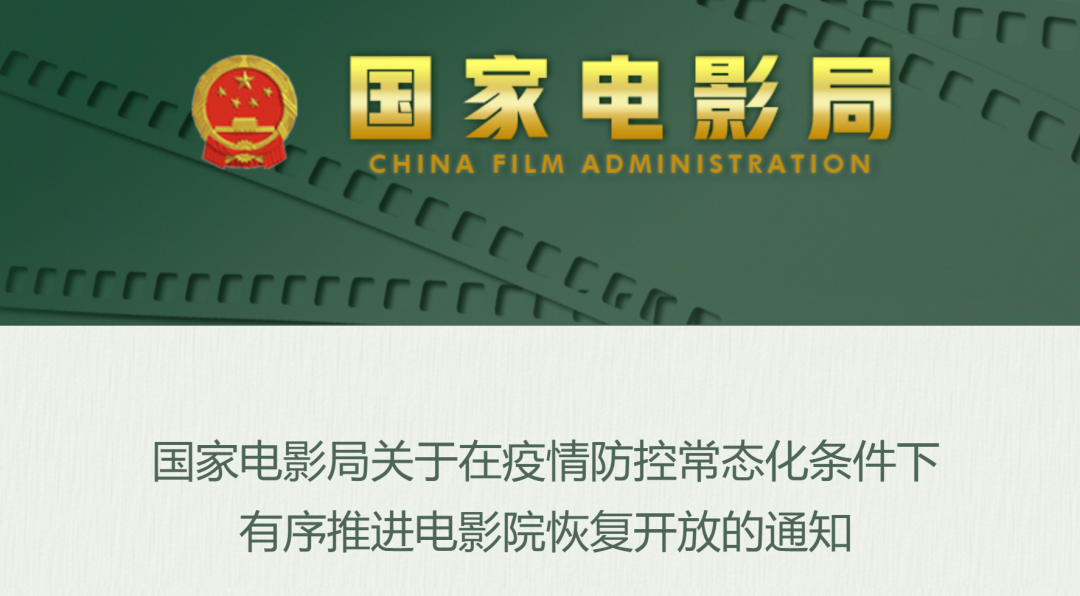 国家电影局
CHINA FILM ADMINISTRATION
国家电影局关于在疫情防控常态化条件下
有序推进电影院恢复开放的通知